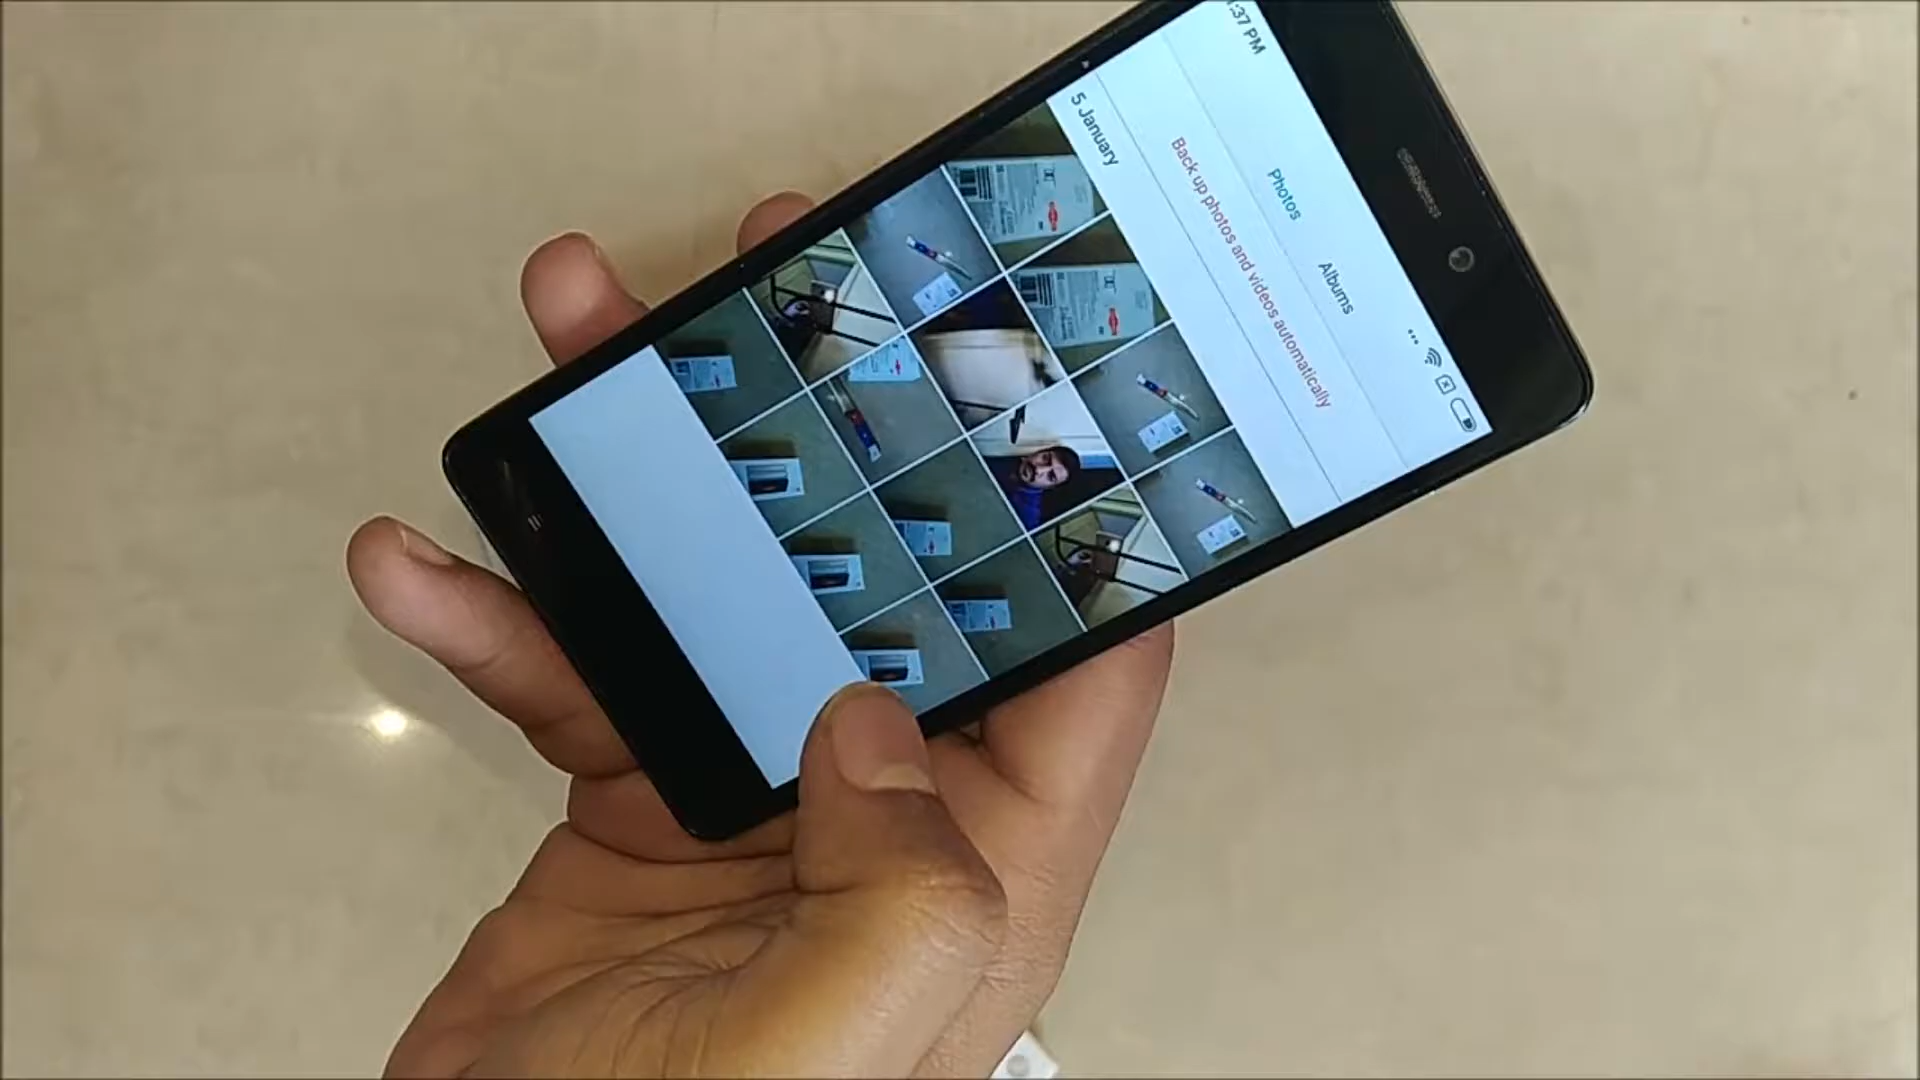 :37 PM
Photos
Albums
Back up photos and videos automatically
5 January